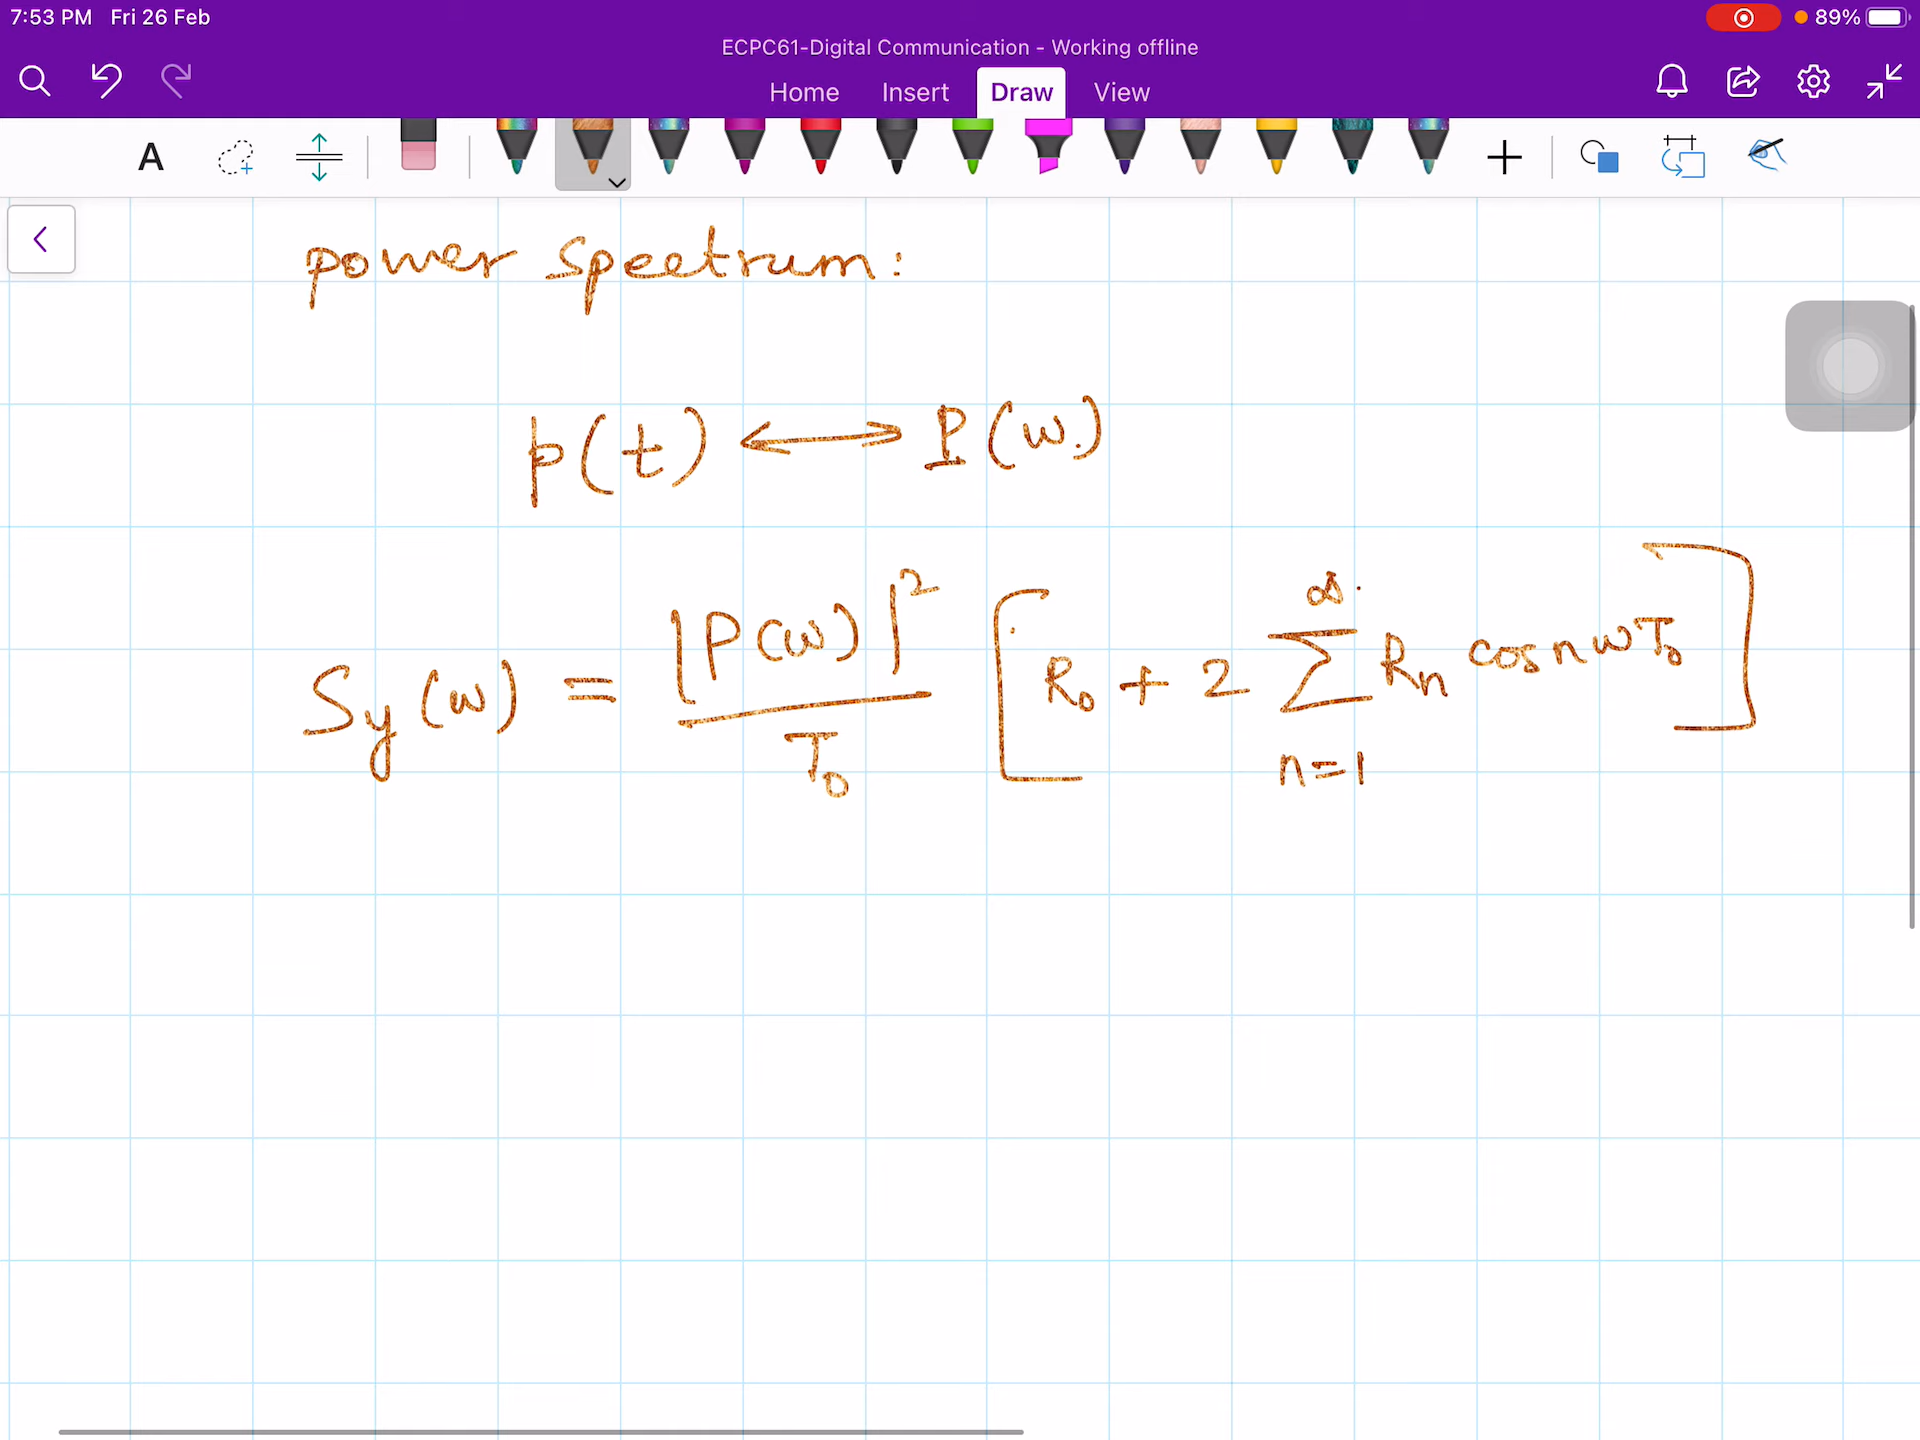 7:53 PM Fri 26 Feb 89%
ECPC61-Digital Communication - Working offline
Home Insert Draw View
A
power spectrum:
p(t) ⟷ P(ω)
Sy(ω) = |P(ω)|² / T₀ [R₀ + 2 ∑_{n=1}^{∞} Rₙ cos nωT₀]